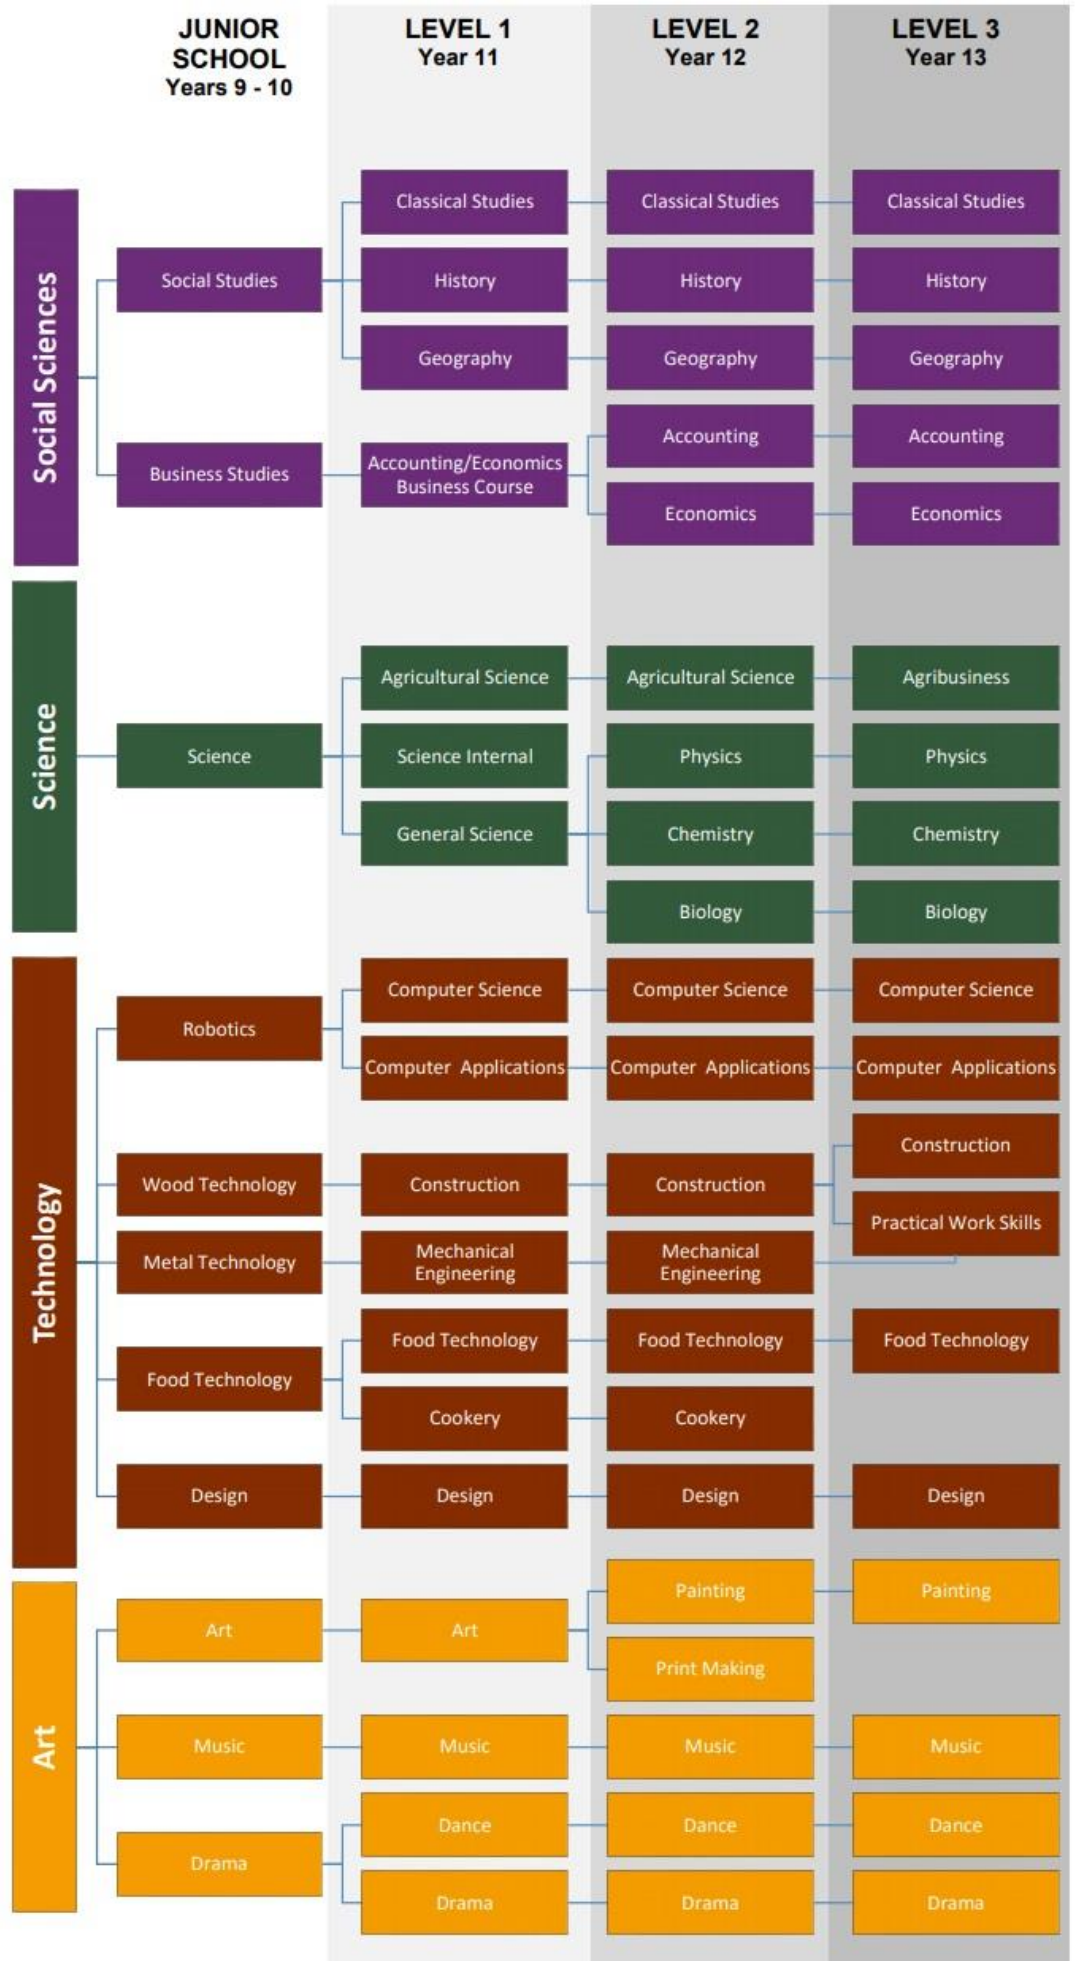 JUNIOR
SCHOOL
Years 9 - 10
LEVEL 1
Year 11
LEVEL 2
Year 12
LEVEL 3
Year 13
Social Sciences
Social Studies
Classical Studies
Classical Studies
Classical Studies
History
History
History
Geography
Geography
Geography
Business Studies
Accounting/Economics
Business Course
Accounting
Accounting
Economics
Economics
Science
Science
Agricultural Science
Agricultural Science
Agribusiness
Science Internal
Physics
Physics
General Science
Chemistry
Chemistry
Biology
Biology
Technology
Robotics
Computer Science
Computer Science
Computer Science
Computer Applications
Computer Applications
Computer Applications
Wood Technology
Construction
Construction
Construction
Practical Work Skills
Metal Technology
Mechanical
Engineering
Mechanical
Engineering
Food Technology
Food Technology
Food Technology
Food Technology
Cookery
Cookery
Design
Design
Design
Design
Art
Art
Art
Painting
Painting
Print Making
Music
Music
Music
Music
Drama
Dance
Dance
Dance
Drama
Drama
Drama